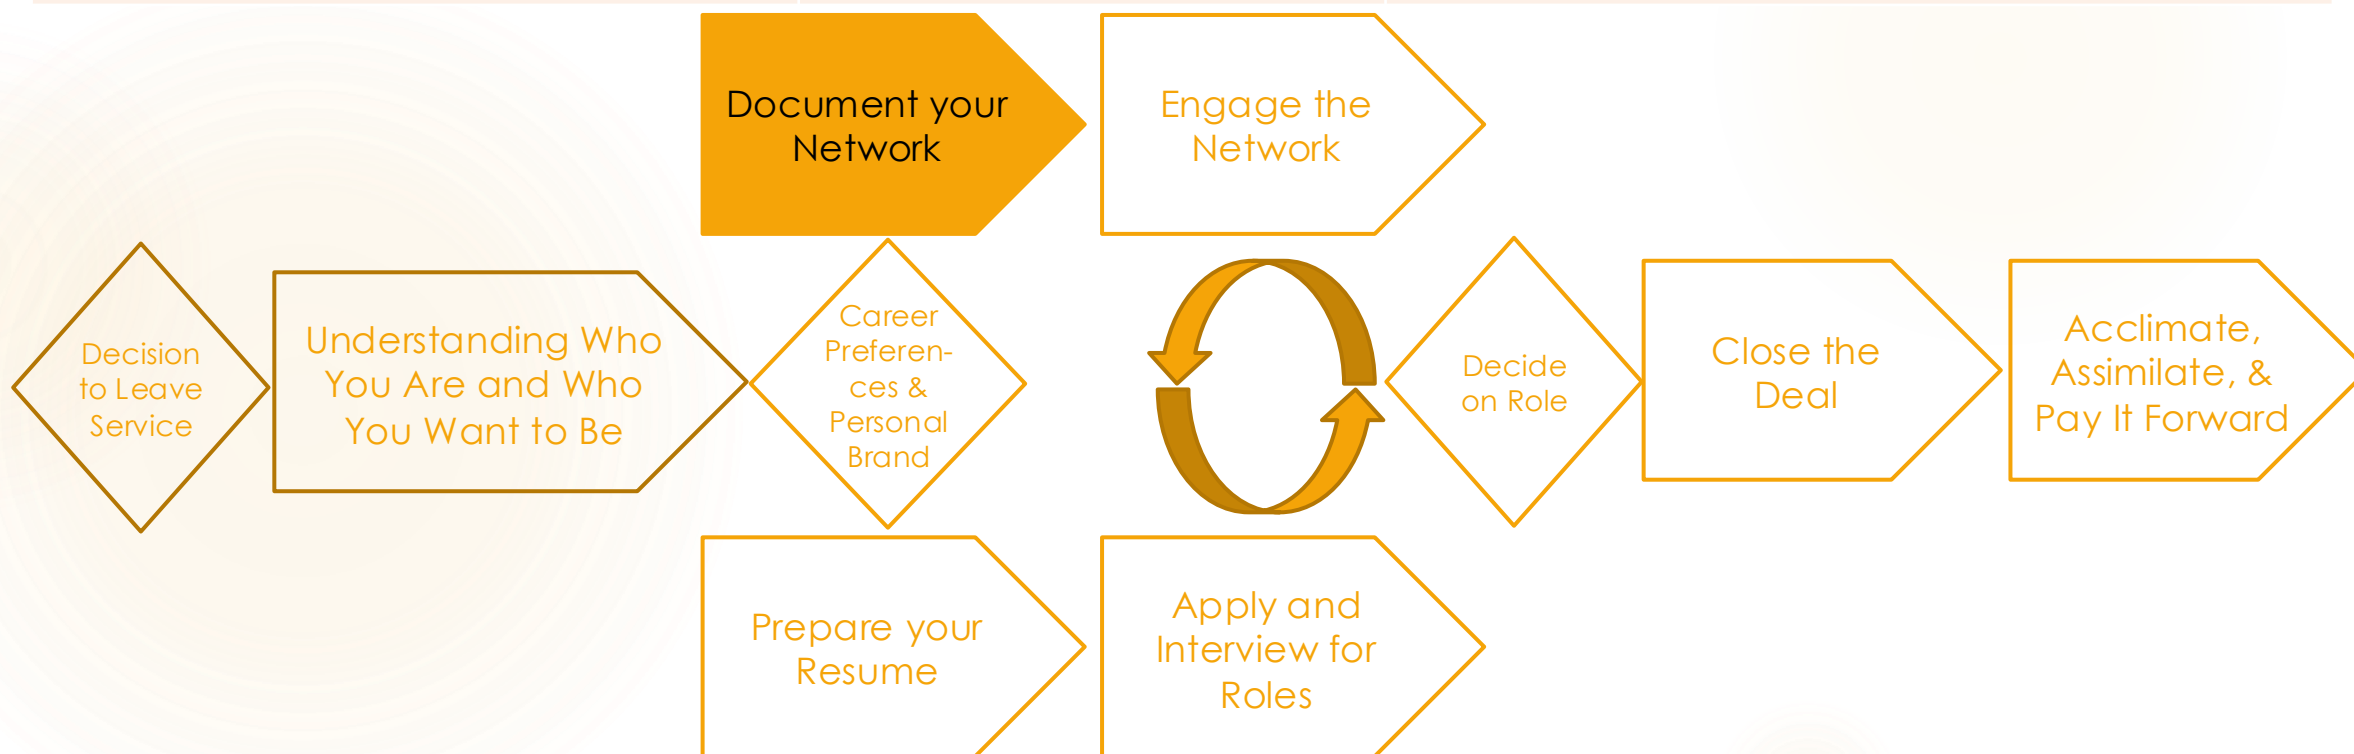 Document your
Network
Engage the
Network
Decision
to Leave
Service
Understanding Who
You Are and Who
You Want to Be
Career
Preferen-
ces &
Personal
Brand
Decide
on Role
Close the
Deal
Acclimate,
Assimilate, &
Pay It Forward
Prepare your
Resume
Apply and
Interview for
Roles